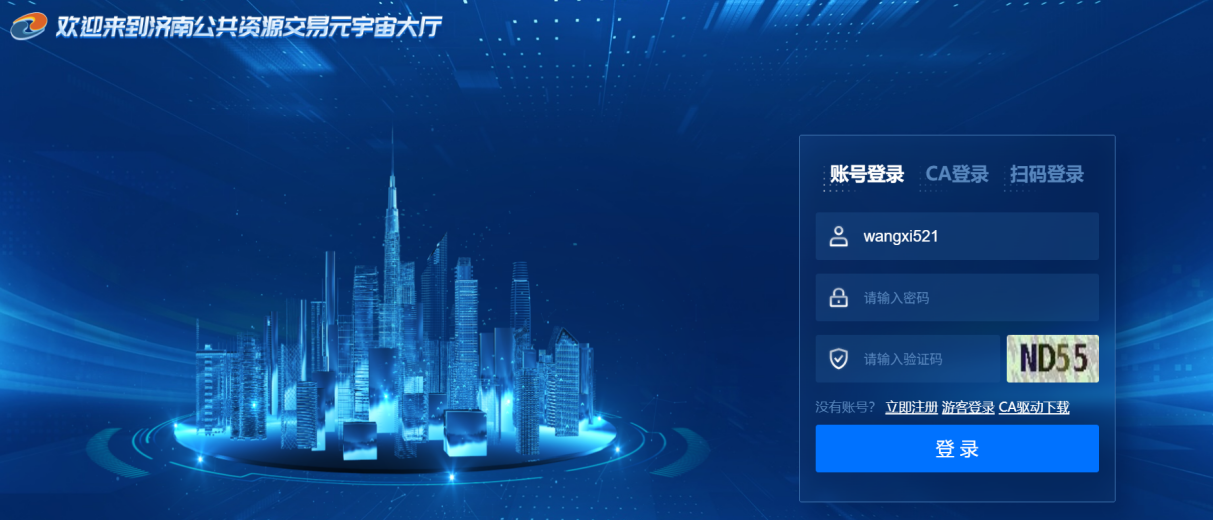 欢迎来到济南公共资源交易元宇宙大厅
账号登录 CA登录 扫码登录
wangxi521
请输入密码
请输入验证码 ND55
没有账号? 立即注册 游客登录 CA驱动下载
登录